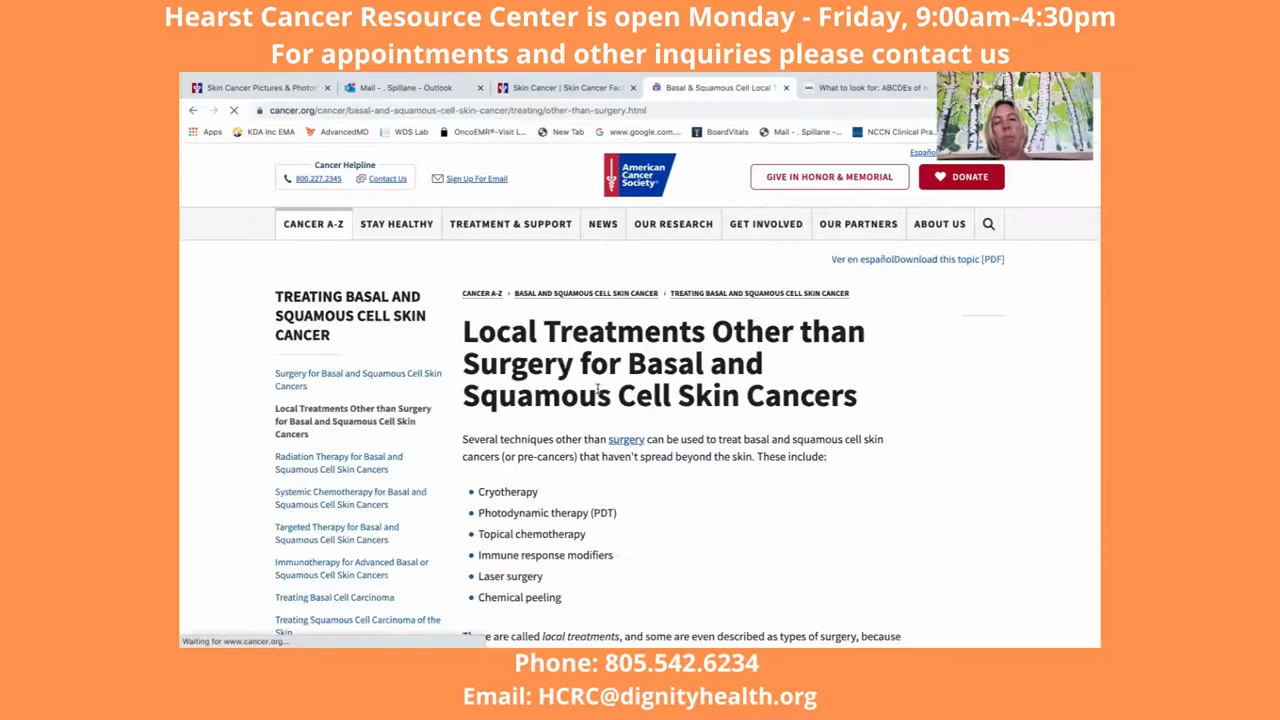 Hearst Cancer Resource Center is open Monday - Friday, 9:00am-4:30pm
For appointments and other inquiries please contact us
Skin Cancer Pictures & Photos
Mail - . Spillane - Outlook
Skin Cancer | Skin Cancer Fac
Basal & Squamous Cell Local T
What to look for: ABCDEs of m
cancer.org/cancer/basal-and-squamous-cell-skin-cancer/treating/other-than-surgery.html
Apps
KDA Inc EMA
AdvancedMD
WDS Lab
OncoEMR®-Visit L...
New Tab
www.google.com...
BoardVitals
Mail - . Spillane -...
NCCN Clinical Pra...
Español
Cancer Helpline
800.227.2345
Contact Us
Sign Up For Email
American
Cancer
Society®
GIVE IN HONOR & MEMORIAL
DONATE
CANCER A-Z
STAY HEALTHY
TREATMENT & SUPPORT
NEWS
OUR RESEARCH
GET INVOLVED
OUR PARTNERS
ABOUT US
Ver en españolDownload this topic [PDF]
TREATING BASAL AND
SQUAMOUS CELL SKIN
CANCER
Surgery for Basal and Squamous Cell Skin
Cancers
Local Treatments Other than Surgery
for Basal and Squamous Cell Skin
Cancers
Radiation Therapy for Basal and
Squamous Cell Skin Cancers
Systemic Chemotherapy for Basal and
Squamous Cell Skin Cancers
Targeted Therapy for Basal and
Squamous Cell Skin Cancers
Immunotherapy for Advanced Basal or
Squamous Cell Skin Cancers
Treating Basal Cell Carcinoma
Treating Squamous Cell Carcinoma of the
Skin
CANCER A-Z › BASAL AND SQUAMOUS CELL SKIN CANCER › TREATING BASAL AND SQUAMOUS CELL SKIN CANCER
Local Treatments Other than
Surgery for Basal and
Squamous Cell Skin Cancers
Several techniques other than surgery can be used to treat basal and squamous cell skin
cancers (or pre-cancers) that haven't spread beyond the skin. These include:
Cryotherapy
Photodynamic therapy (PDT)
Topical chemotherapy
Immune response modifiers
Laser surgery
Chemical peeling
are called local treatments, and some are even described as types of surgery, because
Waiting for www.cancer.org...
Phone: 805.542.6234
Email: HCRC@dignityhealth.org